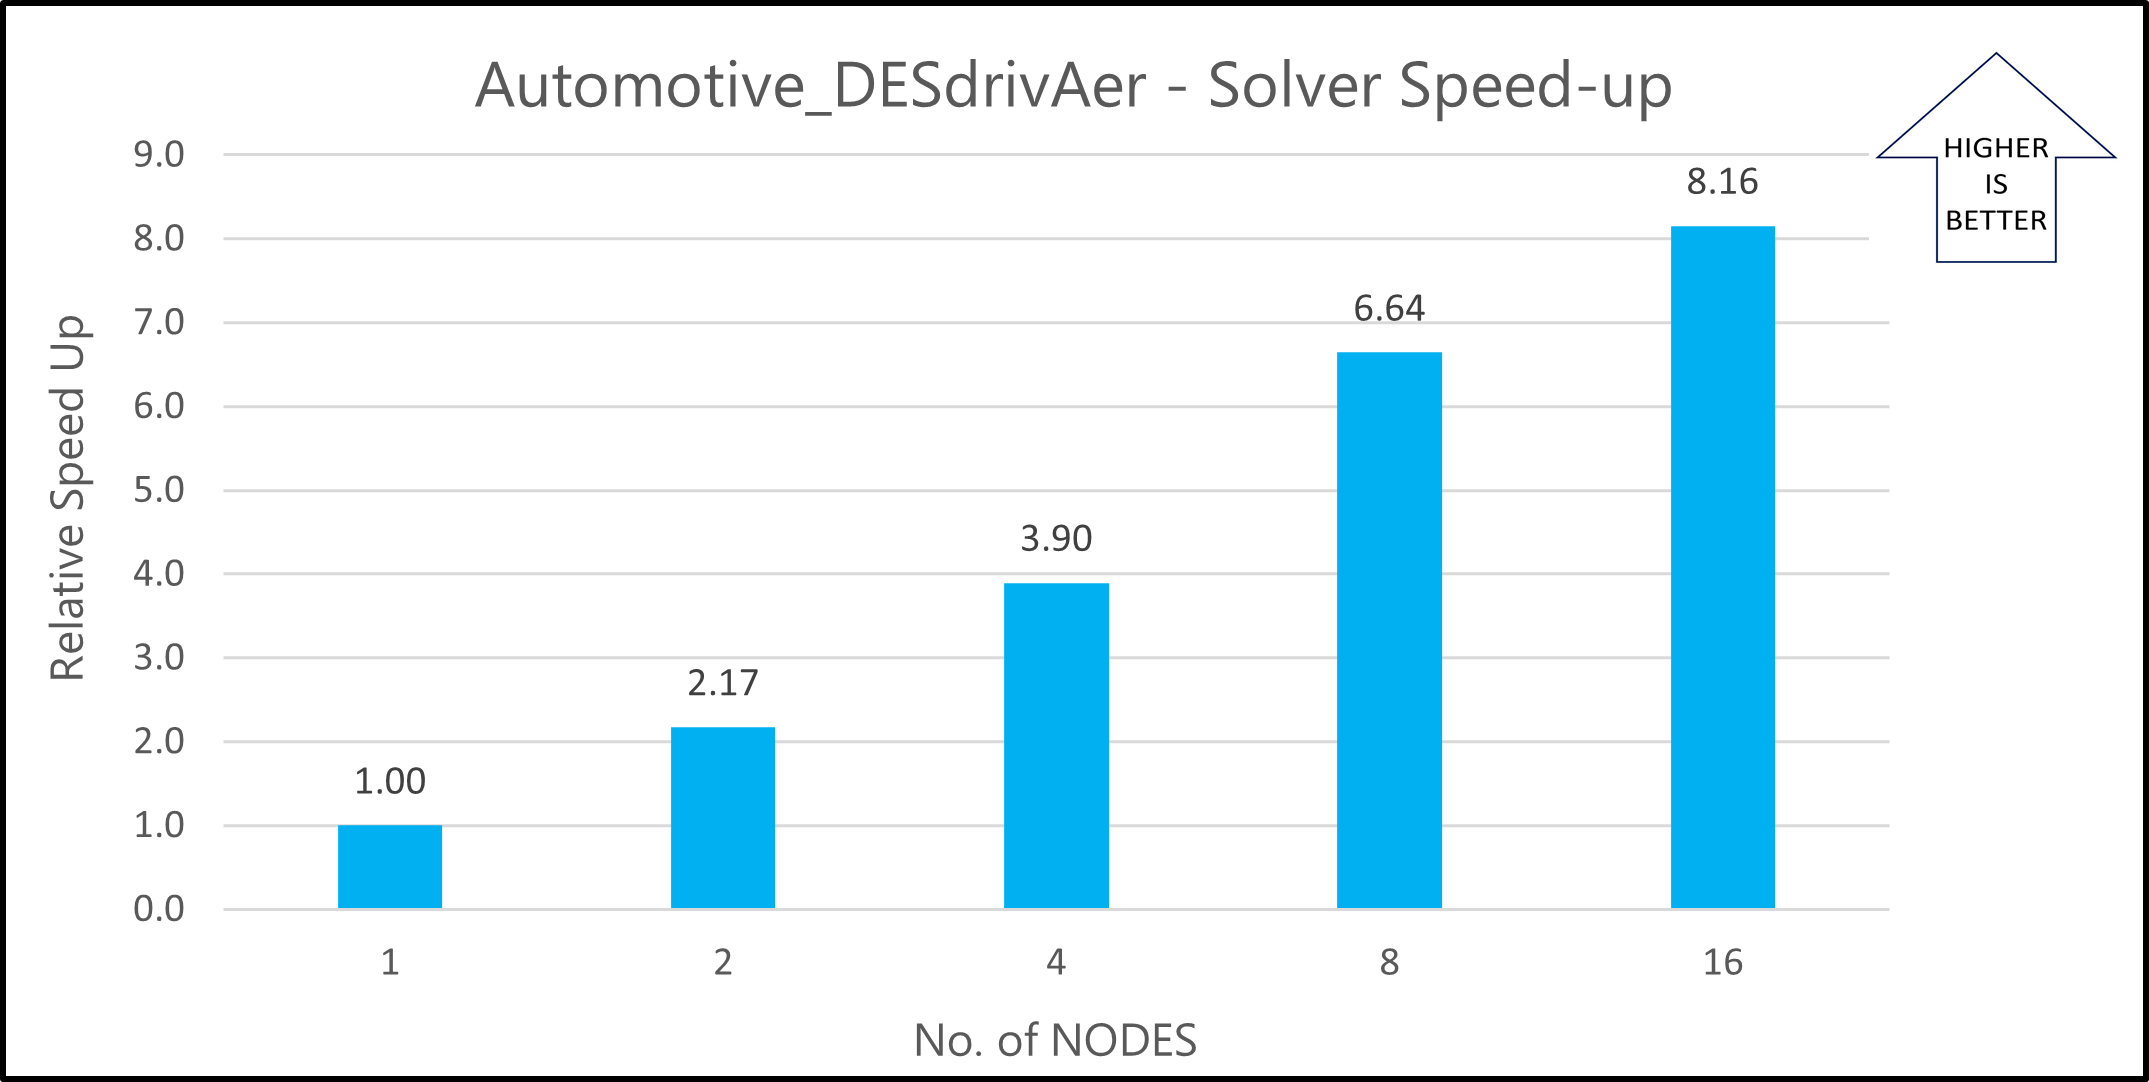 Automotive_DESdrivAer - Solver Speed-up
HIGHER
IS
BETTER
Relative Speed Up
9.0
8.0
7.0
6.0
5.0
4.0
3.0
2.0
1.0
0.0
1.00
2.17
3.90
6.64
8.16
1 2 4 8 16
No. of NODES